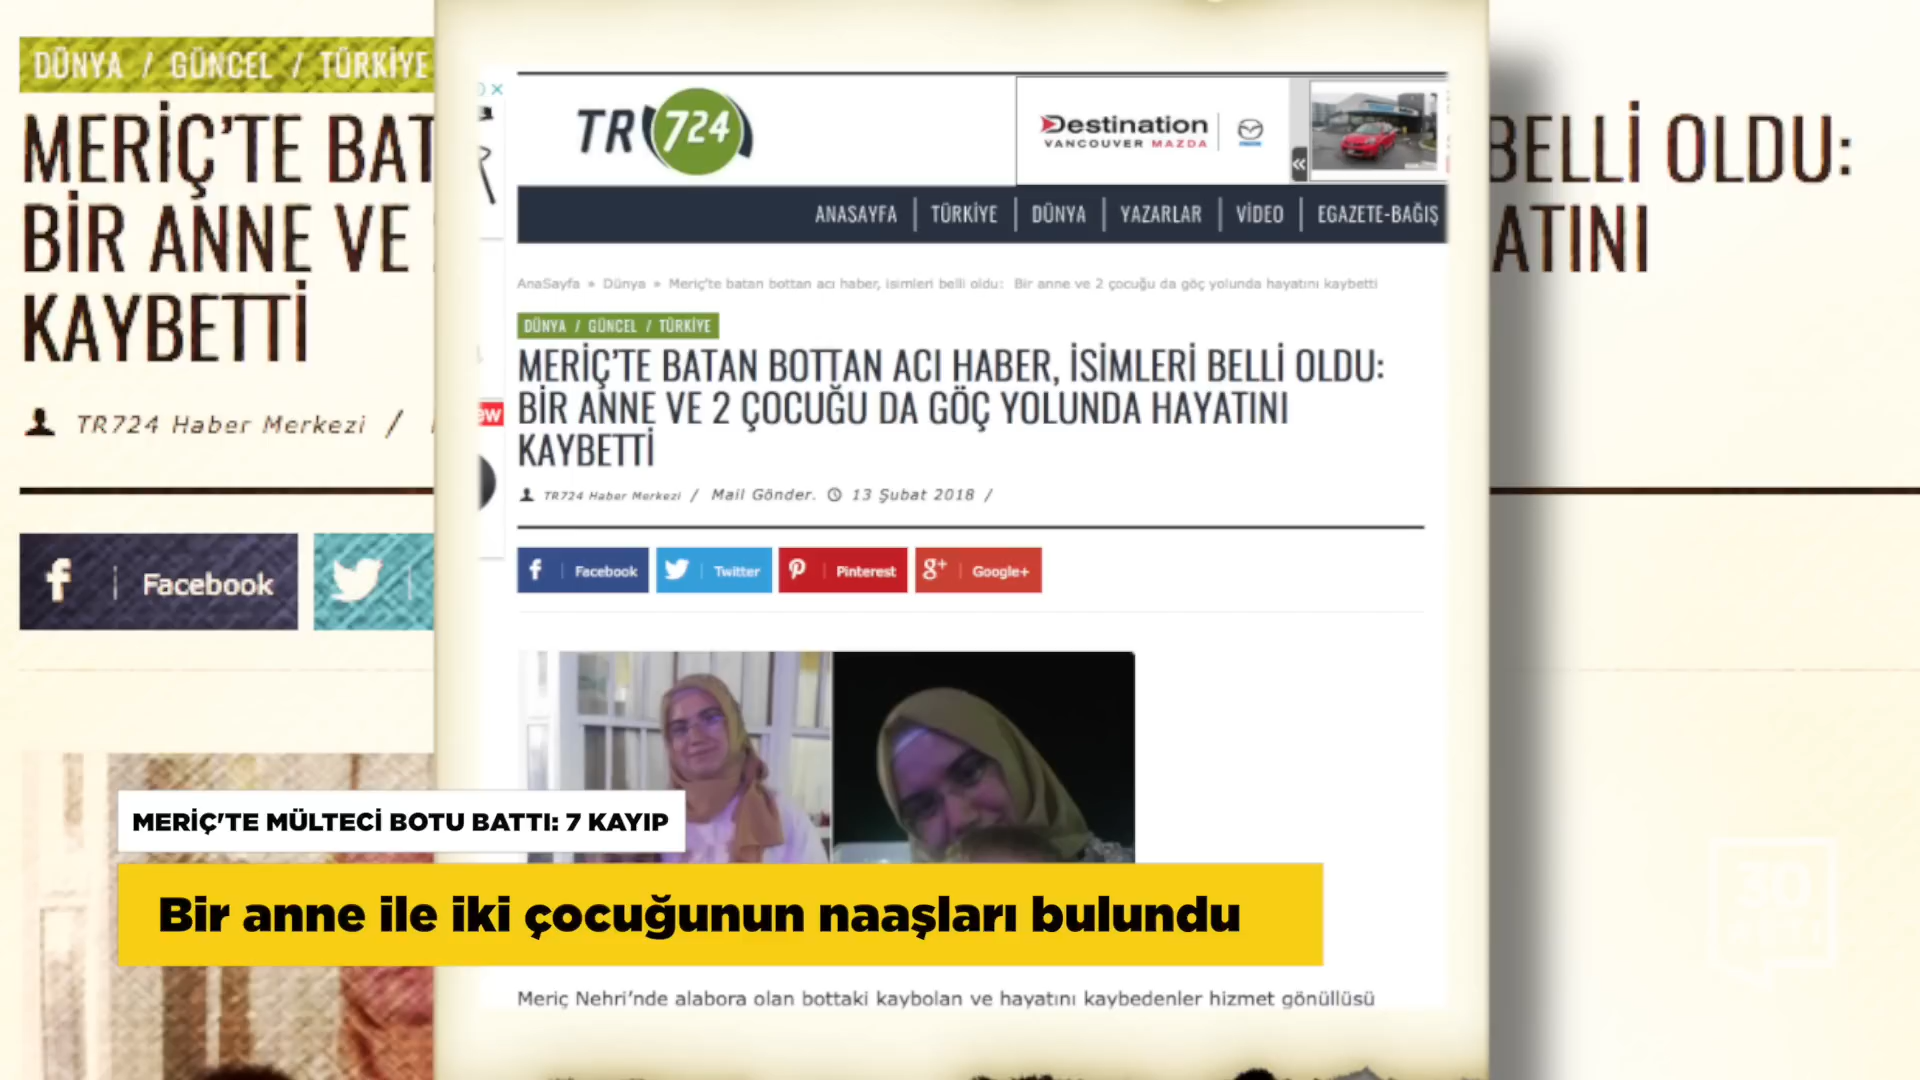 DÜNYA / GÜNCEL / TÜRKİYE
MERİÇ'TE BAT
BELLİ OLDU:
BİR ANNE VE
ATINI
KAYBETTİ
TR724 Haber Merkezi /
Facebook
TR724
Destination
VANCOUVER MAZDA
ANASAYFA | TÜRKİYE | DÜNYA | YAZARLAR | VİDEO | EGAZETE-BAĞIŞ
AnaSayfa » Dünya » Meriç'te batan bottan acı haber, isimleri belli oldu: Bir anne ve 2 çocuğu da göç yolunda hayatını kaybetti
DÜNYA / GÜNCEL / TÜRKİYE
MERİÇ'TE BATAN BOTTAN ACI HABER, İSİMLERİ BELLİ OLDU:
BİR ANNE VE 2 ÇOCUĞU DA GÖÇ YOLUNDA HAYATINI
KAYBETTİ
TR724 Haber Merkezi / Mail Gönder. 13 Şubat 2018 /
Facebook
Twitter
Pinterest
Google+
MERİÇ'TE MÜLTECİ BOTU BATTI: 7 KAYIP
Bir anne ile iki çocuğunun naaşları bulundu
Meriç Nehri'nde alabora olan bottaki kaybolan ve hayatını kaybedenler hizmet gönüllüsü